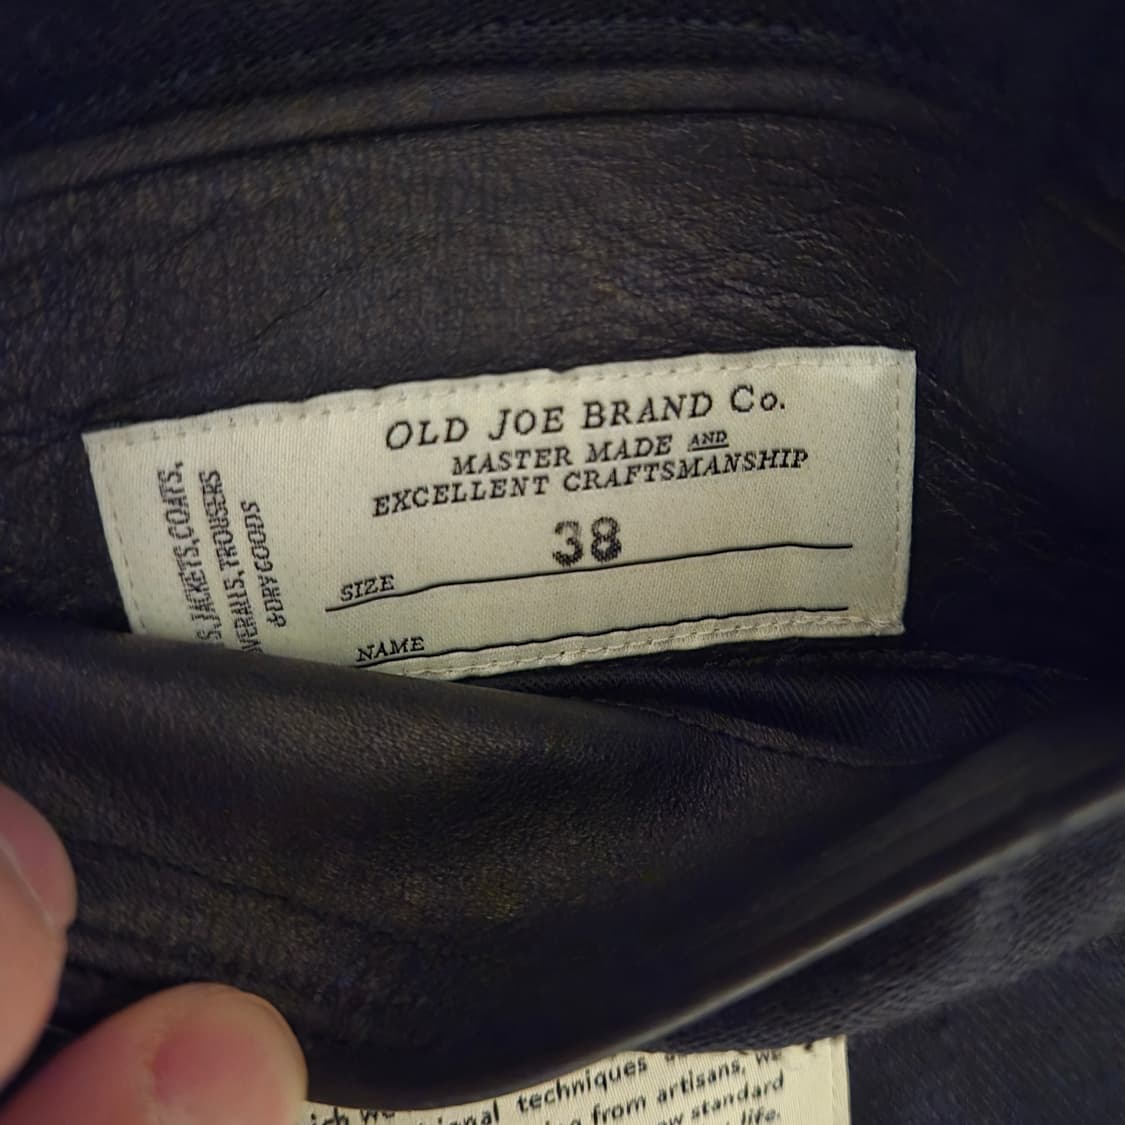 OLD JOE BRAND Co.
MASTER MADE AND
EXCELLENT CRAFTSMANSHIP
38
SIZE
NAME
JACKETS, COATS,
TROUSERS
& DRY GOODS
techniques
from artisans, we
standard
life.